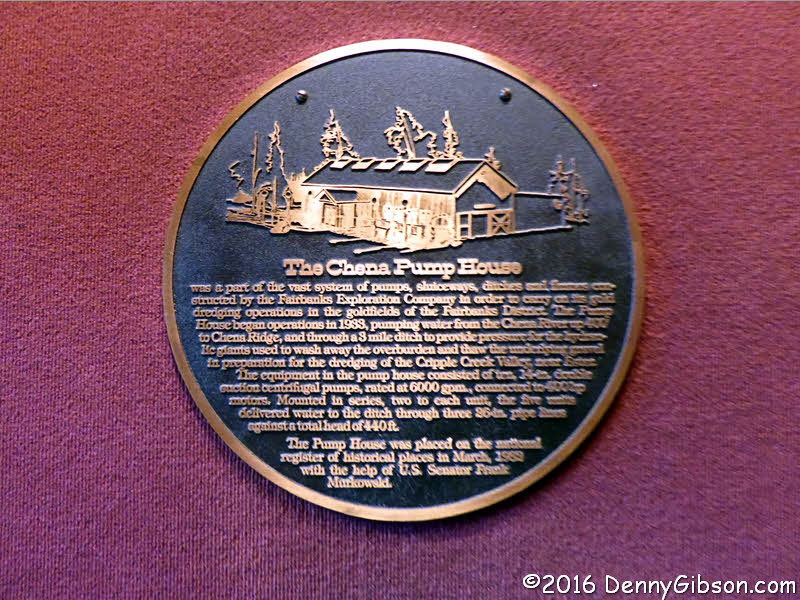 The Chena Pump House
was a part of the vast system of pumps, sluiceways, ditches and flumes con-
structed by the Fairbanks Exploration Company in order to carry on its gold
dredging operations in the goldfields of the Fairbanks District. The Pump
House began operations in 1933, pumping water from the Chena River up
to Chena Ridge, and through a 3 mile ditch to provide pressure for the hydrau-
lic giants used to wash away the overburden and thaw the underlying gravel
in preparation for the dredging of the Cripple Creek Valley near Ester.
The equipment in the pump house consisted of ten, 14-in. double
suction centrifugal pumps, rated at 6000 gpm., connected to
motors. Mounted in series, two to each unit, the five units
delivered water to the ditch through three 26-in. pipe lines
against a total head of 440 ft.
The Pump House was placed on the national
register of historical places in March, 1982
with the help of U.S. Senator Frank
Murkowski.
©2016 DennyGibson.com